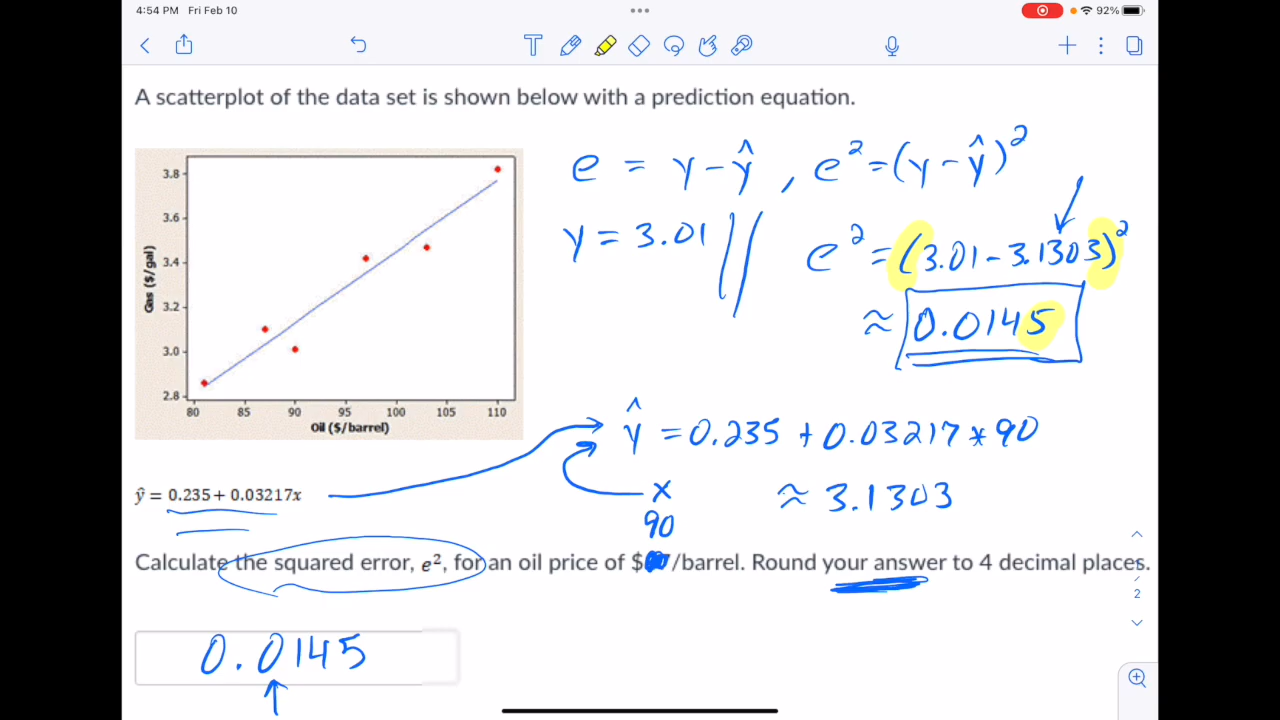 4:54 PM Fri Feb 10
92%
A scatterplot of the data set is shown below with a prediction equation.
3.8
3.6
3.4
3.2
3.0
2.8
Gas ($/gal)
80 85 90 95 100 105 110
Oil ($/barrel)
e = y - ŷ , e² = (y - ŷ)²
y = 3.01
e² = (3.01 - 3.1303)²
≈ 0.0145
ŷ = 0.235 + 0.03217 * 90
x
90
≈ 3.1303
ŷ = 0.235 + 0.03217x
Calculate the squared error, e², for an oil price of $ /barrel. Round your answer to 4 decimal places.
2
0.0145